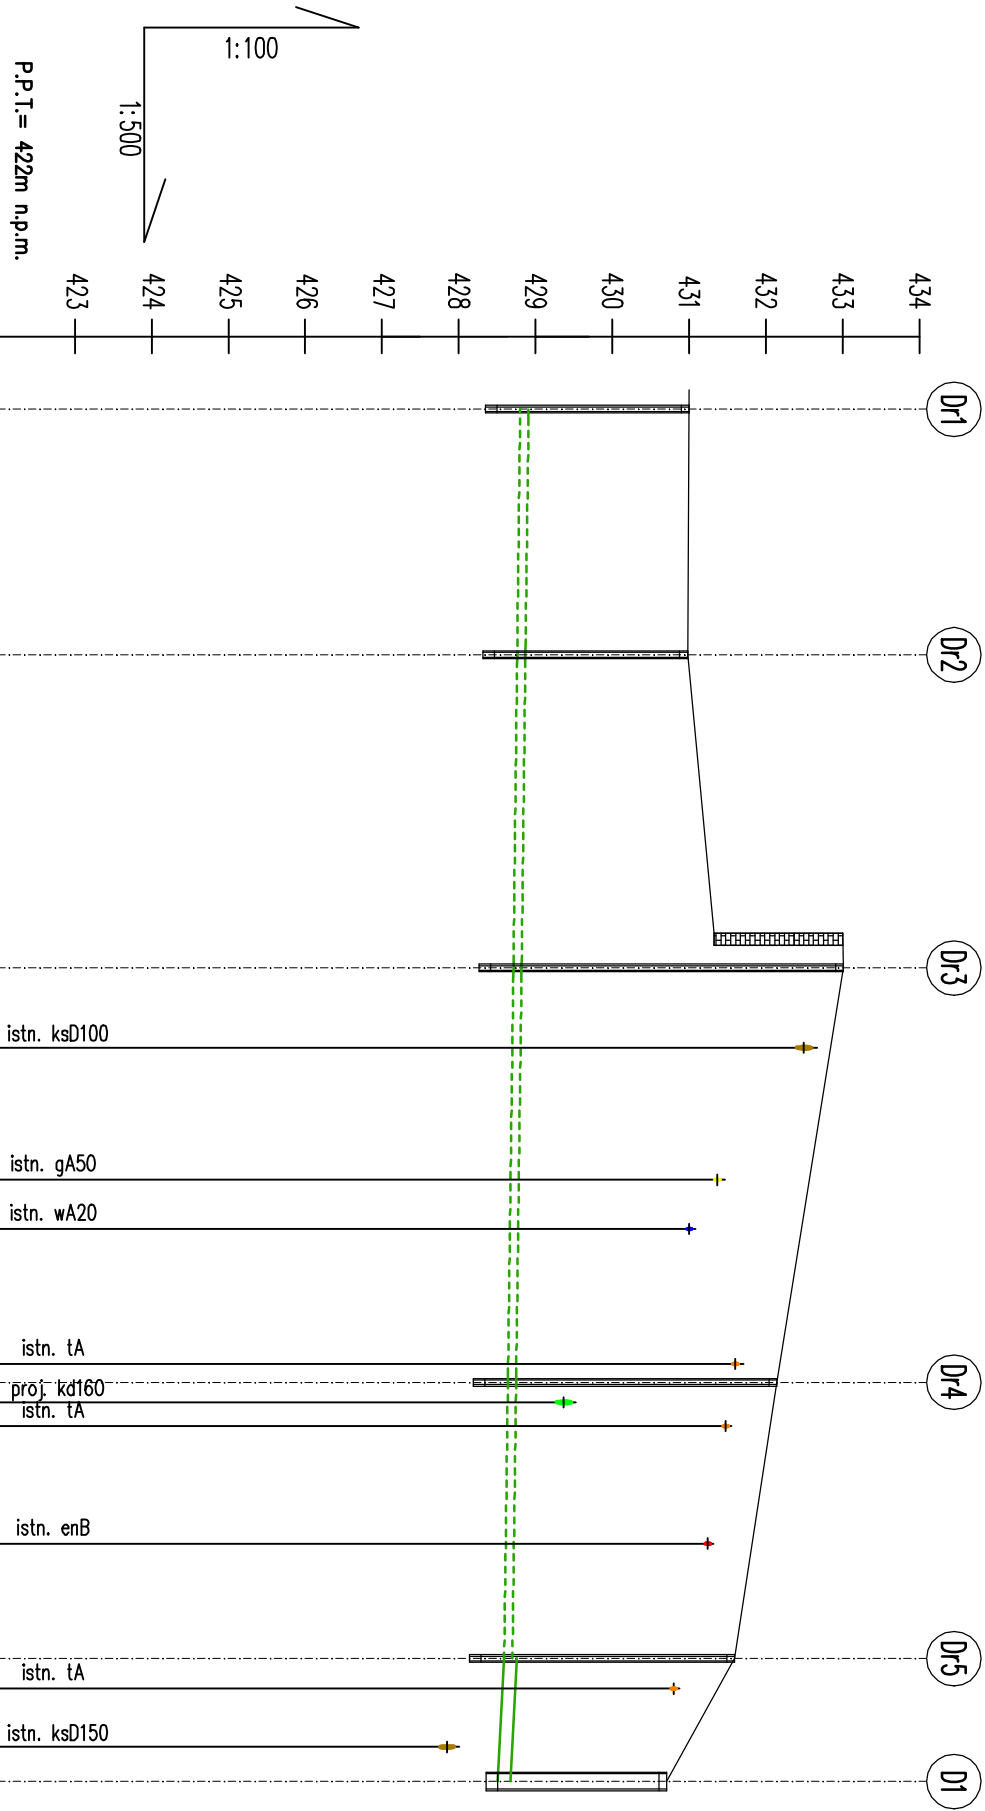 1:100
1:500
P.P.T.= 422m n.p.m.
434
433
432
431
430
429
428
427
426
425
424
423
Dr1
Dr2
Dr3
Dr4
Dr5
D1
istn. ksD100
istn. gA50
istn. wA20
istn. tA
proj. kd160
istn. tA
istn. enB
istn. tA
istn. ksD150